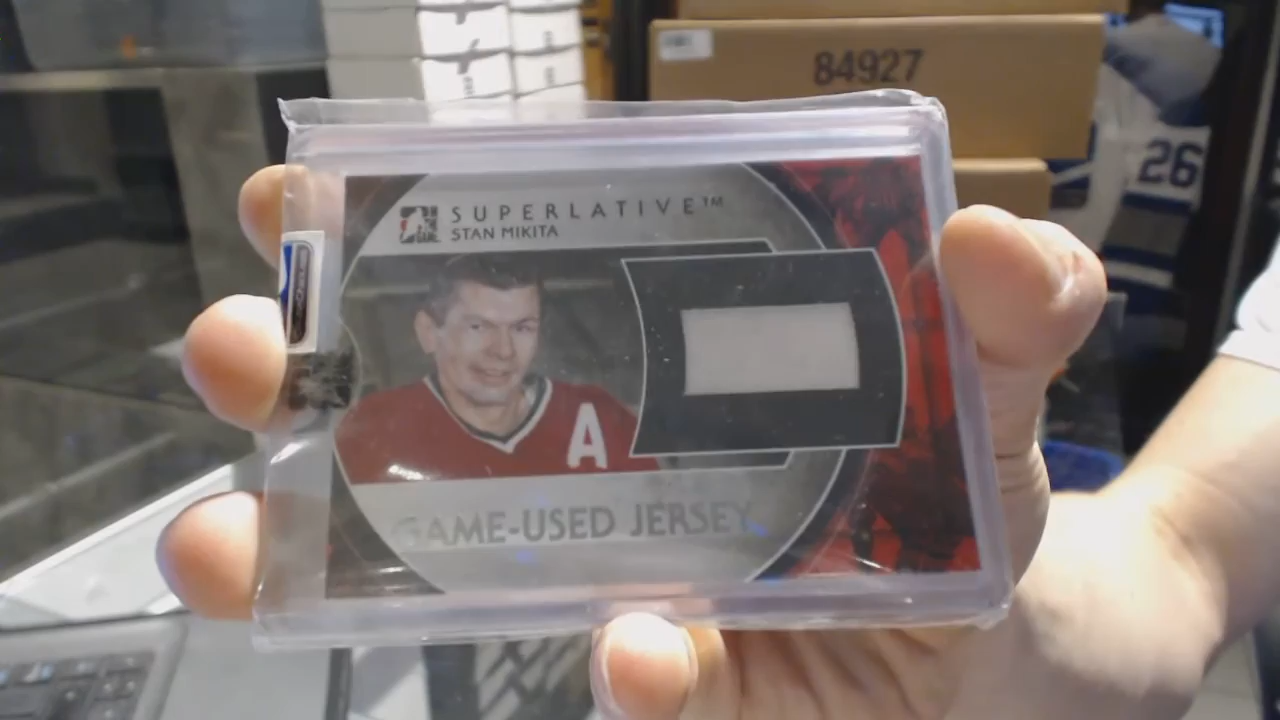 84927
26
SUPERLATIVE™
STAN MIKITA
A
GAME-USED JERSEY